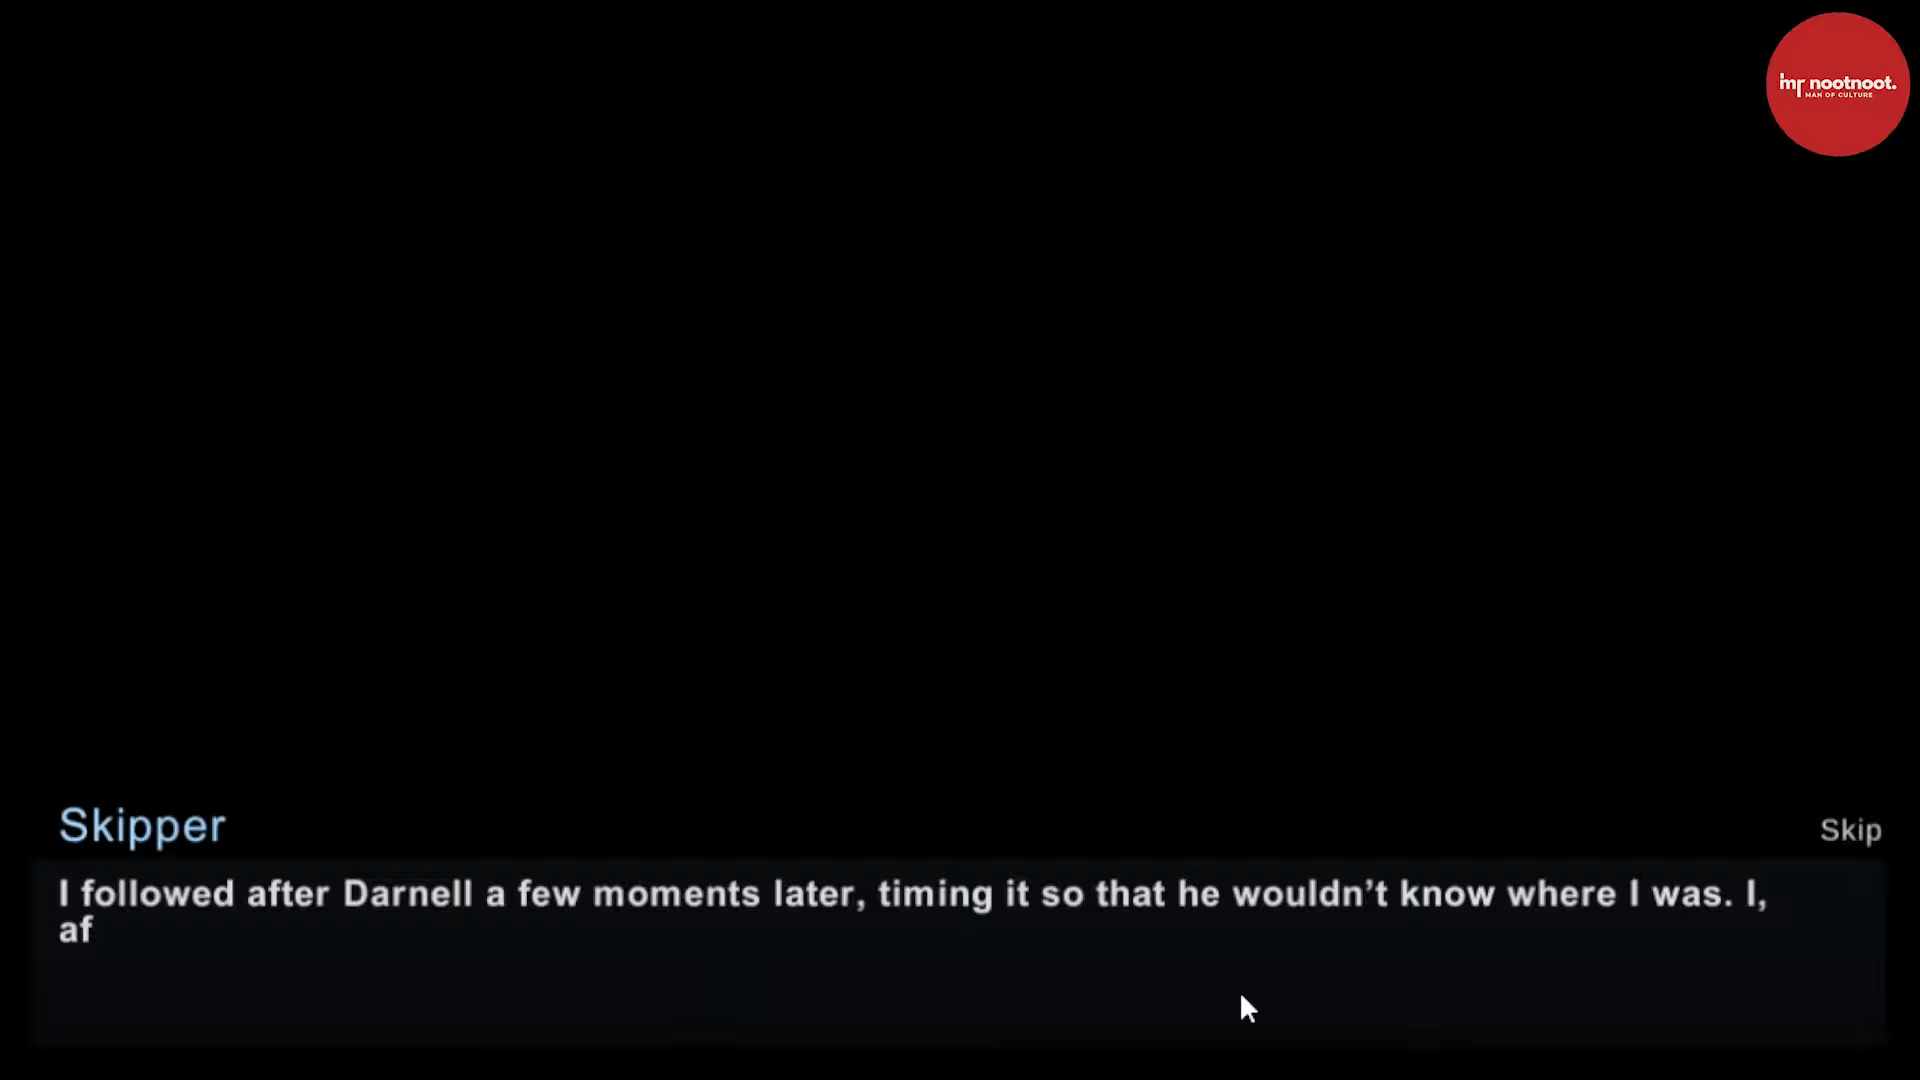 mr nootnoot.
MAN OF CULTURE
Skipper
Skip
I followed after Darnell a few moments later, timing it so that he wouldn’t know where I was. I,
af